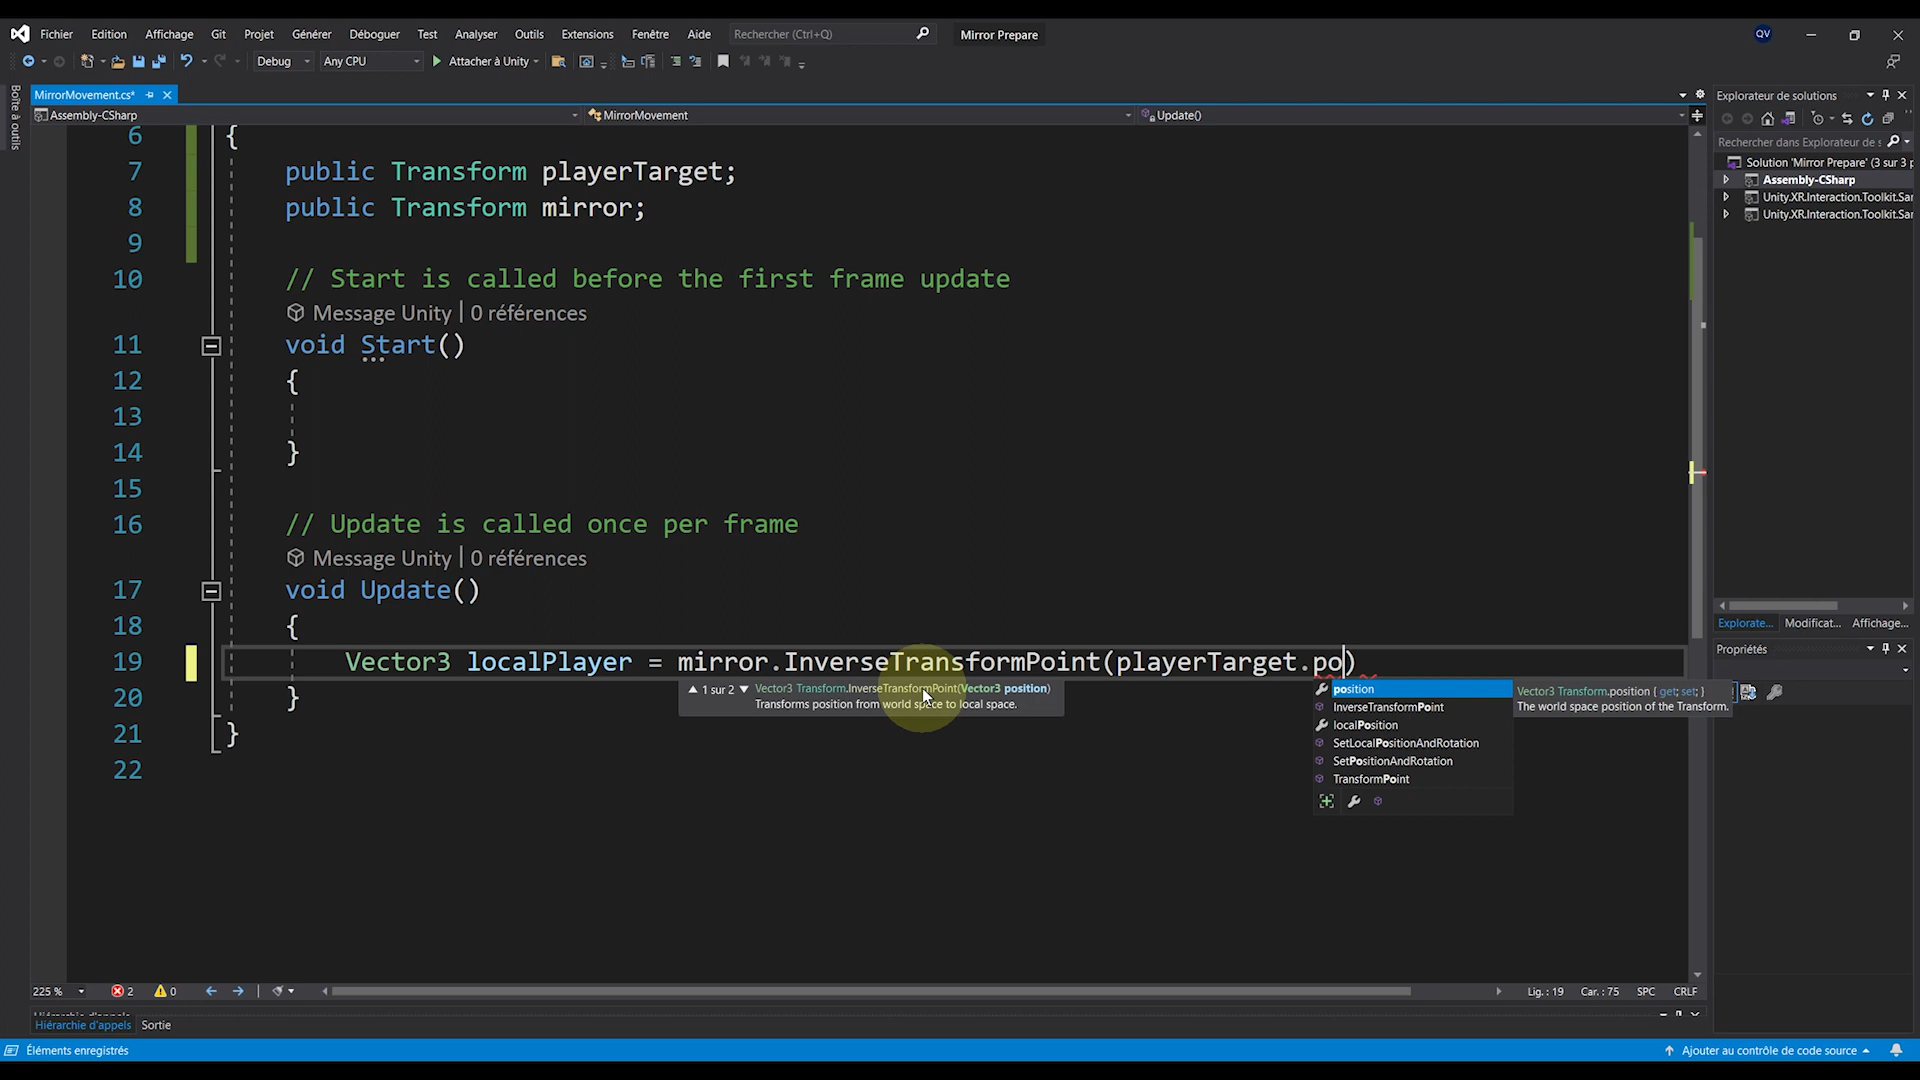 Fichier Edition Affichage Git Projet Générer Déboguer Test Analyser Outils Extensions Fenêtre Aide Rechercher (Ctrl+Q) Mirror Prepare QV
Debug Any CPU Attacher à Unity
Boîte à outils
MirrorMovement.cs*
Assembly-CSharp MirrorMovement Update()
6 {
7 public Transform playerTarget;
8 public Transform mirror;
9
10 // Start is called before the first frame update
Message Unity | 0 références
11 void Start()
12 {
13
14 }
15
16 // Update is called once per frame
Message Unity | 0 références
17 void Update()
18 {
19 Vector3 localPlayer = mirror.InverseTransformPoint(playerTarget.po)
20 }
21 }
22
1 sur 2 Vector3 Transform.InverseTransformPoint(Vector3 position)
Transforms position from world space to local space.
position
InverseTransformPoint
localPosition
SetLocalPositionAndRotation
SetPositionAndRotation
TransformPoint
Vector3 Transform.position { get; set; }
The world space position of the Transform.
Explorateur de solutions
Rechercher dans Explorateur de s
Solution 'Mirror Prepare' (3 sur 3 p
Assembly-CSharp
Unity.XR.Interaction.Toolkit.Sar
Unity.XR.Interaction.Toolkit.Sar
Explorate... Modificat... Affichage...
Propriétés
225 % 2 0 Lig. : 19 Car. : 75 SPC CRLF
Hiérarchie d'appels
Hiérarchie d'appels Sortie
Éléments enregistrés Ajouter au contrôle de code source